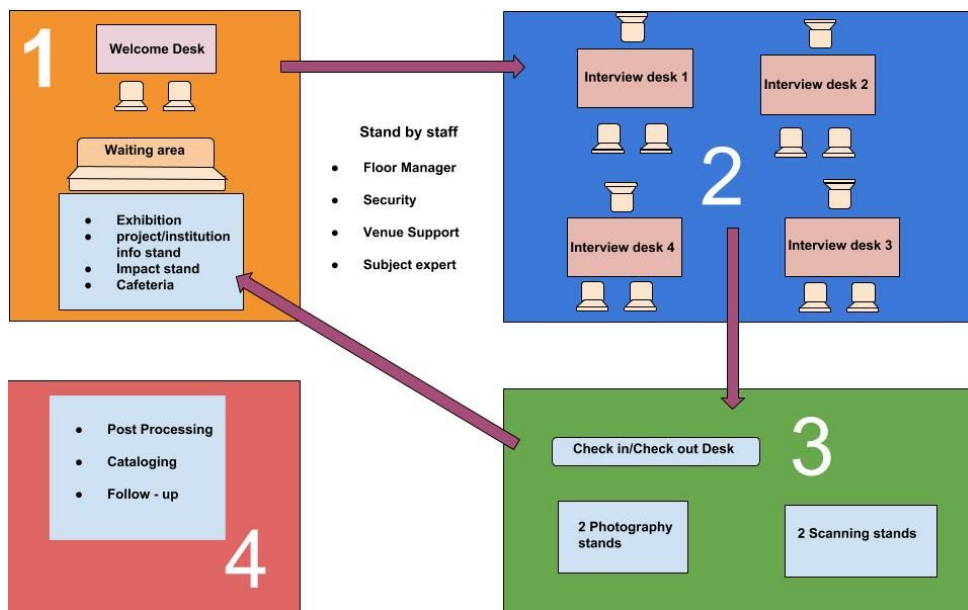 1
Welcome Desk
Waiting area
● Exhibition
● project/institution
info stand
● Impact stand
● Cafeteria
Stand by staff
● Floor Manager
● Security
● Venue Support
● Subject expert
2
Interview desk 1
Interview desk 2
Interview desk 4
Interview desk 3
3
Check in/Check out Desk
2 Photography
stands
2 Scanning stands
4
● Post Processing
● Cataloging
● Follow - up